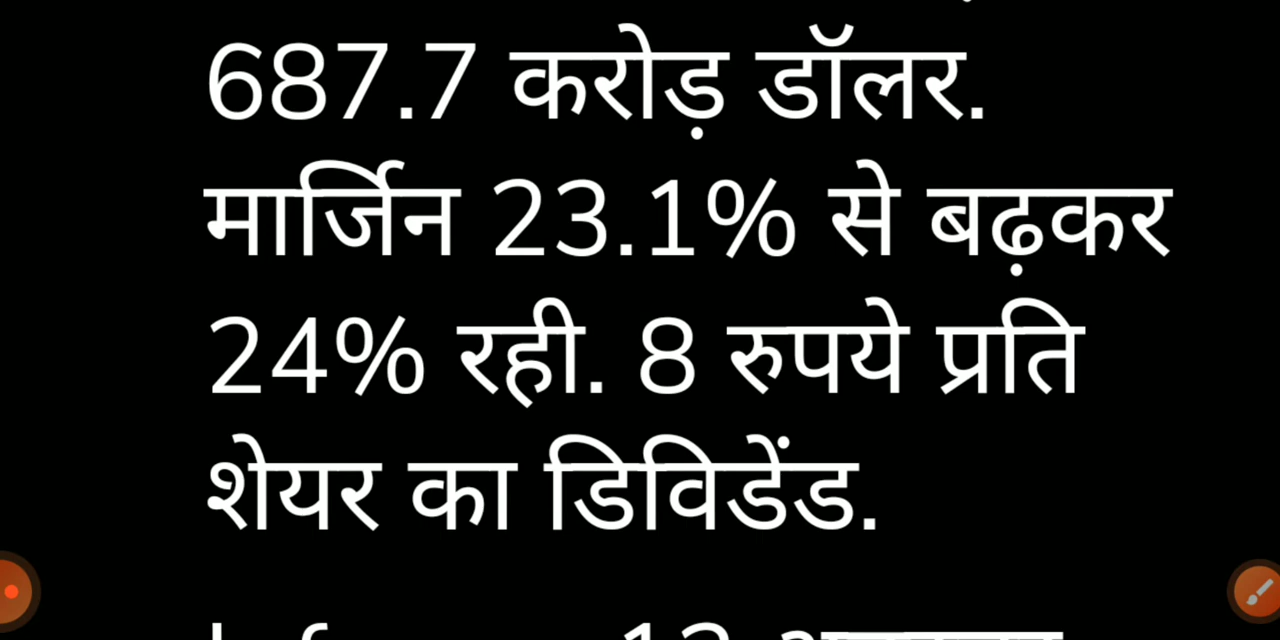 687.7 करोड़ डॉलर.
मार्जिन 23.1% से बढ़कर
24% रही. 8 रुपये प्रति
शेयर का डिविडेंड.